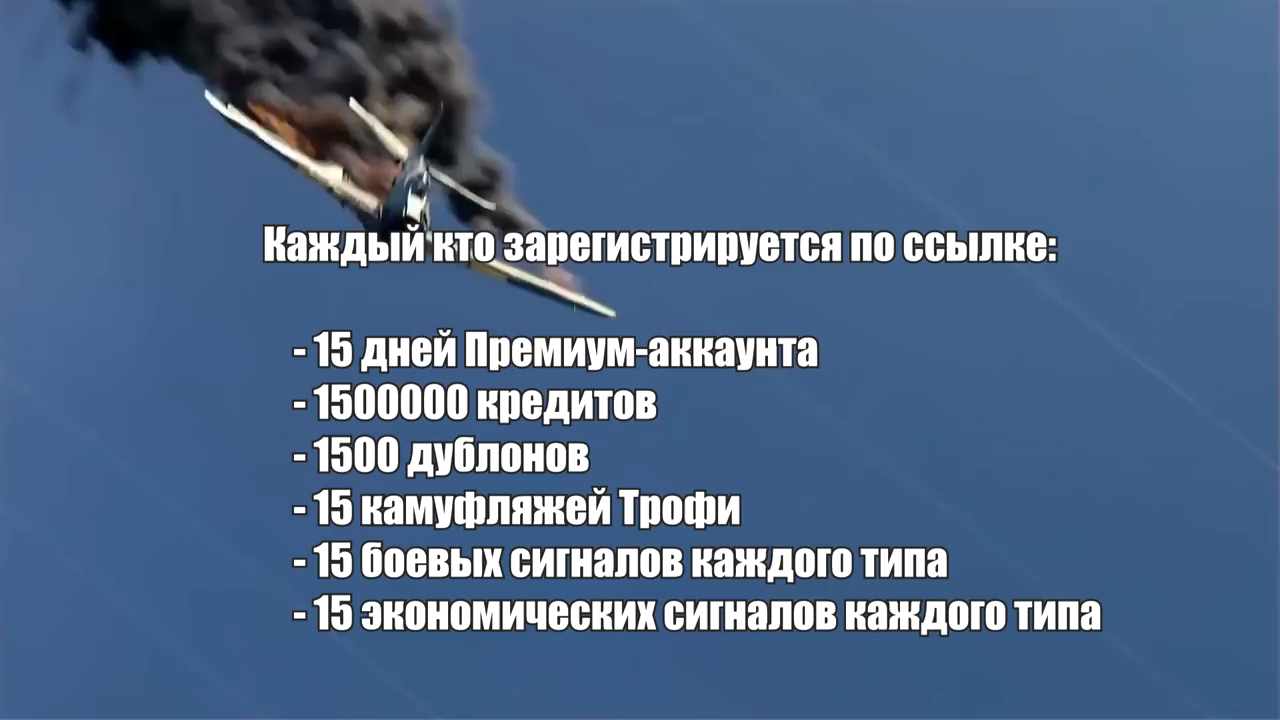 Каждый кто зарегистрируется по ссылке:
- 15 дней Премиум-аккаунта
- 1500000 кредитов
- 1500 дублонов
- 15 камуфляжей Трофи
- 15 боевых сигналов каждого типа
- 15 экономических сигналов каждого типа